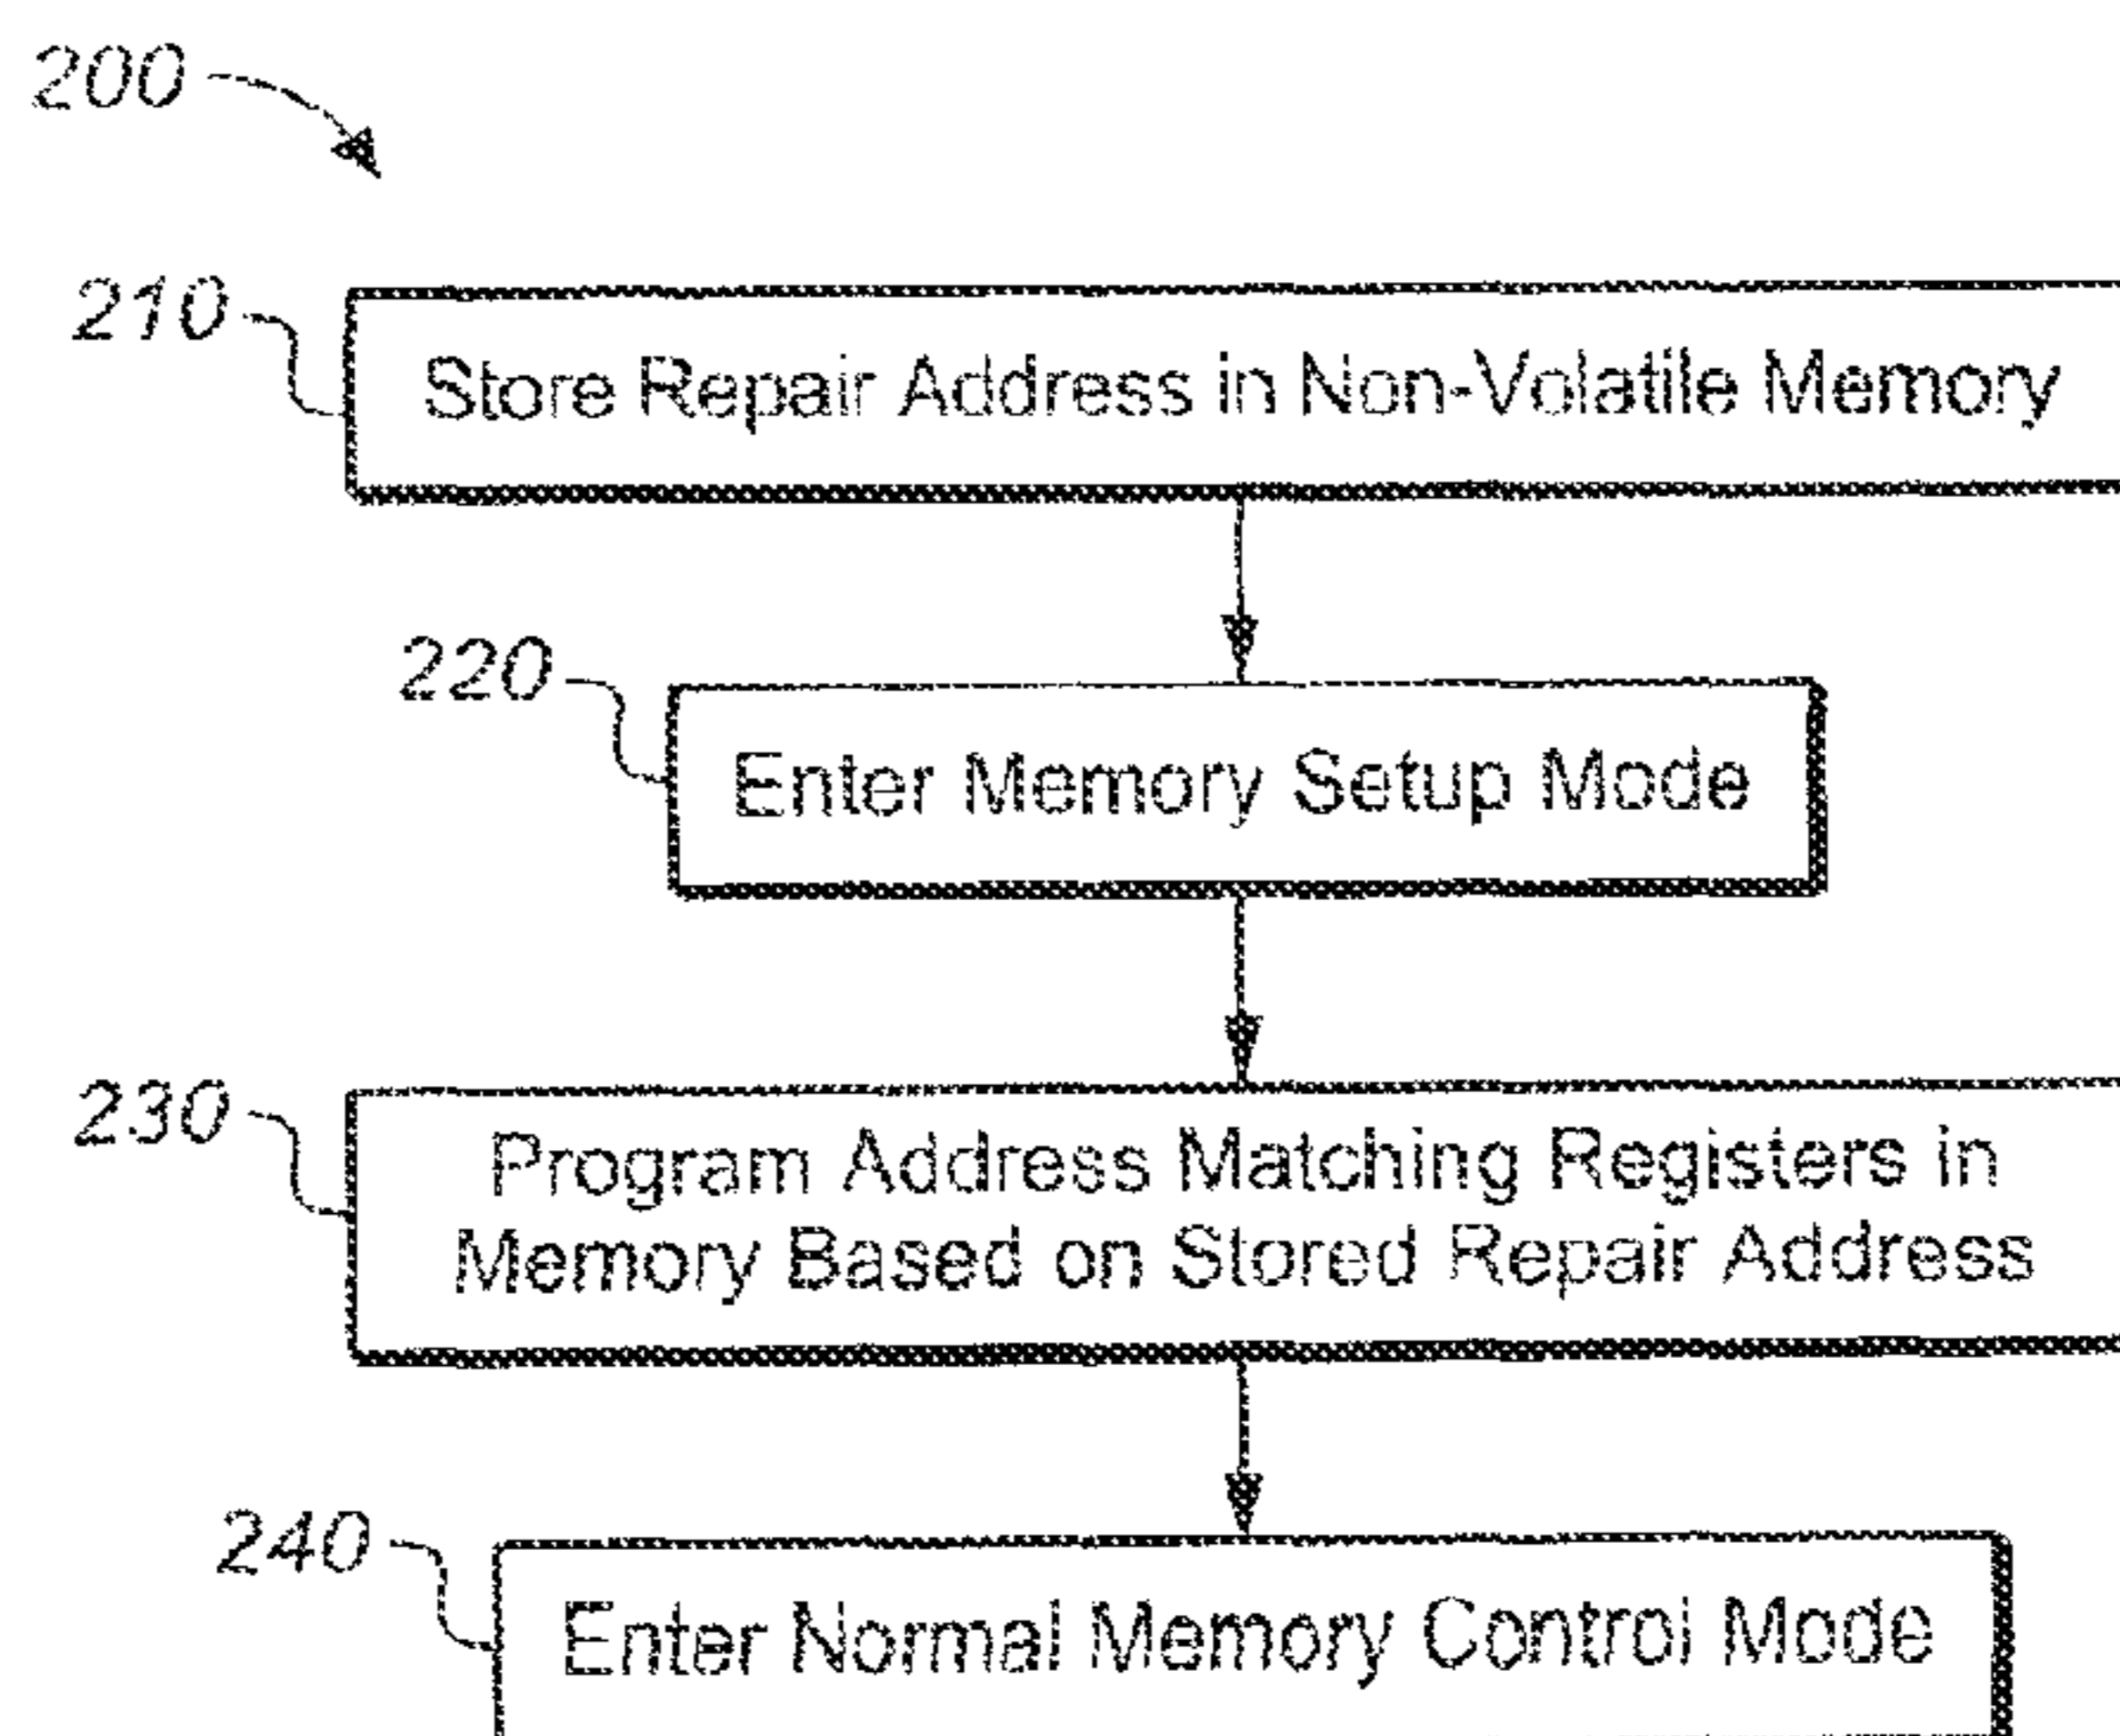 200
210
Store Repair Address in Non-Volatile Memory
220
Enter Memory Setup Mode
230
Program Address Matching Registers in
Memory Based on Stored Repair Address
240
Enter Normal Memory Control Mode